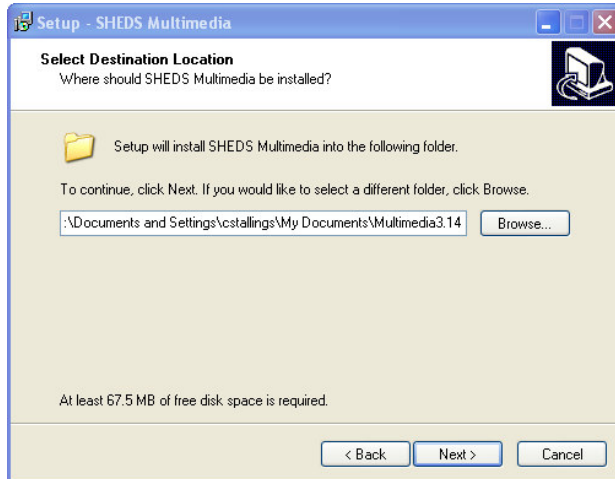 Setup - SHEDS Multimedia
Select Destination Location
Where should SHEDS Multimedia be installed?
Setup will install SHEDS Multimedia into the following folder.
To continue, click Next. If you would like to select a different folder, click Browse.
:\Documents and Settings\cstallings\My Documents\Multimedia3.14 Browse...
At least 67.5 MB of free disk space is required.
< Back Next > Cancel